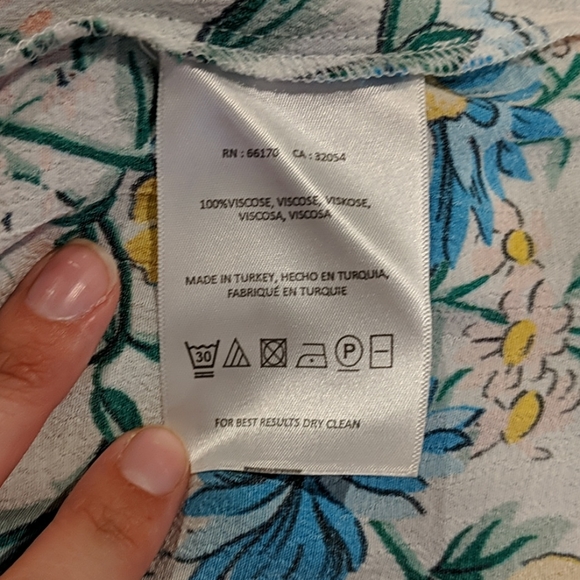 RN : 66170 CA : 32054
100%VISCOSE, VISCOSE, VISKOSE,
VISCOSA, VISCOSA
MADE IN TURKEY, HECHO EN TURQUIA,
FABRIQUÉ EN TURQUIE
30 P
FOR BEST RESULTS DRY CLEAN